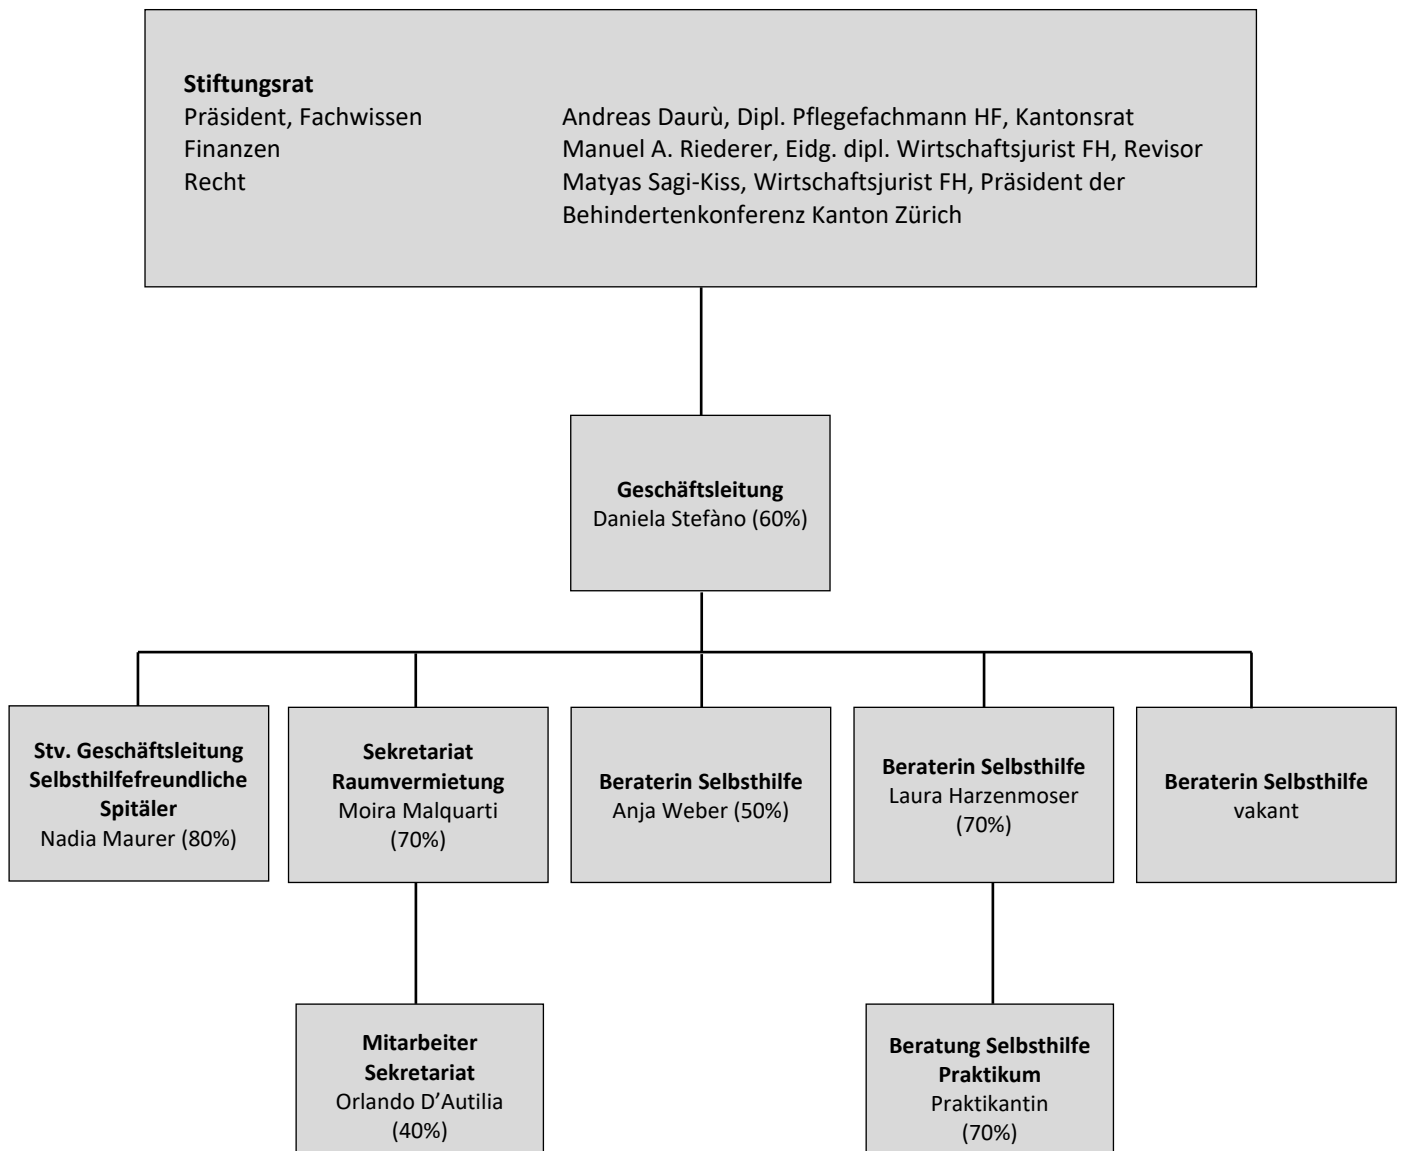 Stiftungsrat
Präsident, Fachwissen Andreas Daurù, Dipl. Pflegefachmann HF, Kantonsrat
Finanzen Manuel A. Riederer, Eidg. dipl. Wirtschaftsjurist FH, Revisor
Recht Matyas Sagi-Kiss, Wirtschaftsjurist FH, Präsident der
Behindertenkonferenz Kanton Zürich
Geschäftsleitung
Daniela Stefàno (60%)
Stv. Geschäftsleitung
Selbsthilfefreundliche
Spitäler
Nadia Maurer (80%)
Sekretariat
Raumvermietung
Moira Malquarti
(70%)
Beraterin Selbsthilfe
Anja Weber (50%)
Beraterin Selbsthilfe
Laura Harzenmoser
(70%)
Beraterin Selbsthilfe
vakant
Mitarbeiter
Sekretariat
Orlando D’Autilia
(40%)
Beratung Selbsthilfe
Praktikum
Praktikantin
(70%)